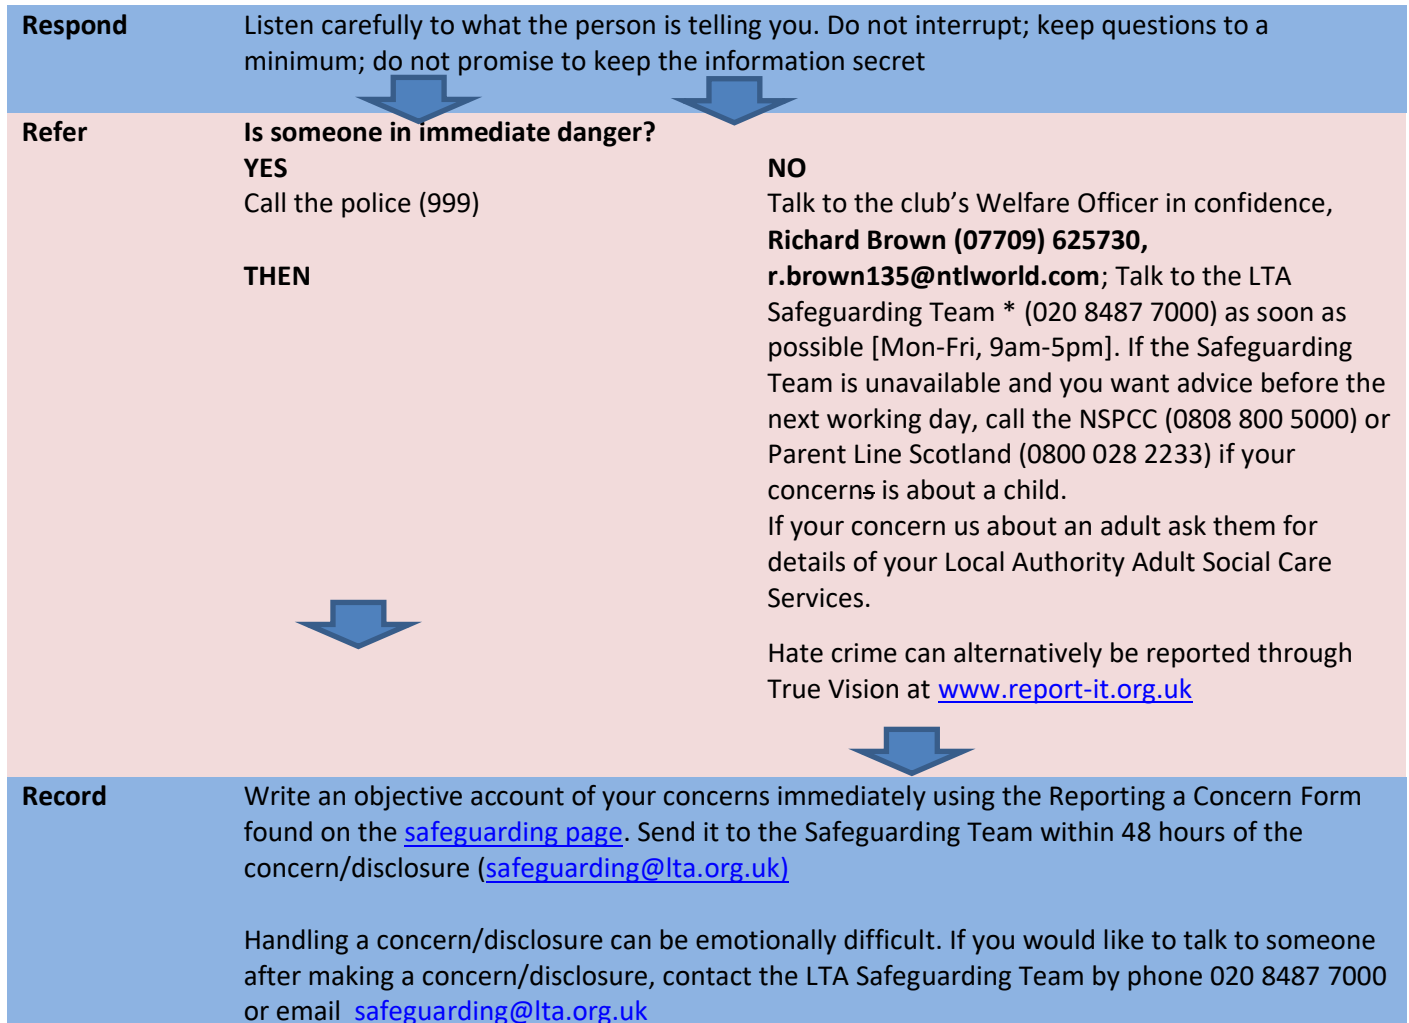 Respond
Listen carefully to what the person is telling you. Do not interrupt; keep questions to a
minimum; do not promise to keep the information secret
Refer
Is someone in immediate danger?
YES
Call the police (999)
THEN
NO
Talk to the club’s Welfare Officer in confidence,
Richard Brown (07709) 625730,
r.brown135@ntlworld.com; Talk to the LTA
Safeguarding Team * (020 8487 7000) as soon as
possible [Mon-Fri, 9am-5pm]. If the Safeguarding
Team is unavailable and you want advice before the
next working day, call the NSPCC (0808 800 5000) or
Parent Line Scotland (0800 028 2233) if your
concerns is about a child.
If your concern us about an adult ask them for
details of your Local Authority Adult Social Care
Services.
Hate crime can alternatively be reported through
True Vision at www.report-it.org.uk
Record
Write an objective account of your concerns immediately using the Reporting a Concern Form
found on the safeguarding page. Send it to the Safeguarding Team within 48 hours of the
concern/disclosure (safeguarding@lta.org.uk)
Handling a concern/disclosure can be emotionally difficult. If you would like to talk to someone
after making a concern/disclosure, contact the LTA Safeguarding Team by phone 020 8487 7000
or email safeguarding@lta.org.uk